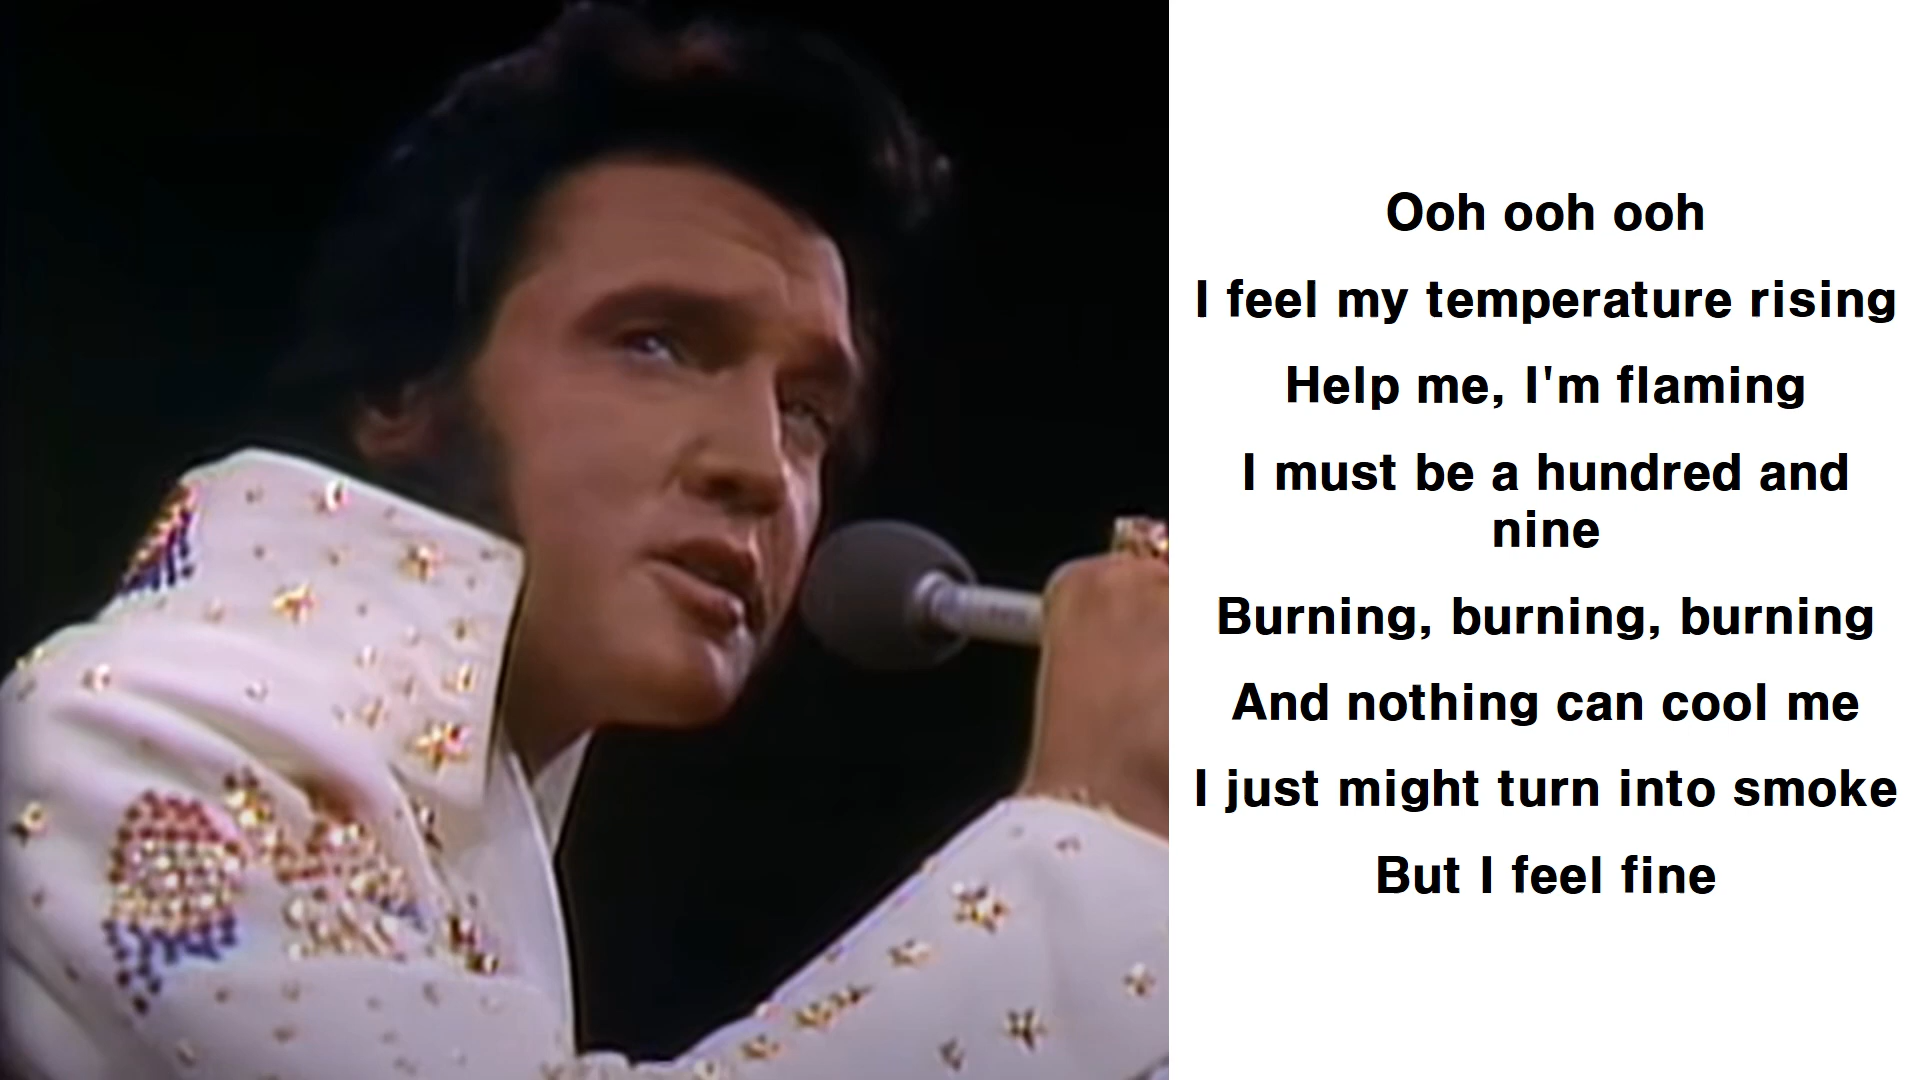 Ooh ooh ooh
I feel my temperature rising
Help me, I'm flaming
I must be a hundred and
nine
Burning, burning, burning
And nothing can cool me
I just might turn into smoke
But I feel fine